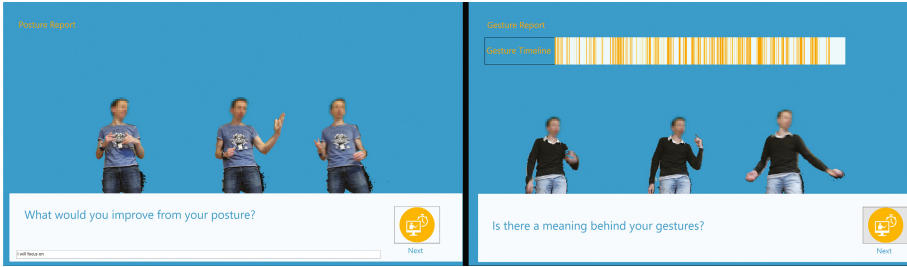 Posture Report
What would you improve from your posture?
I will focus on
Next
Gesture Report
Gesture Timeline
Is there a meaning behind your gestures?
Next